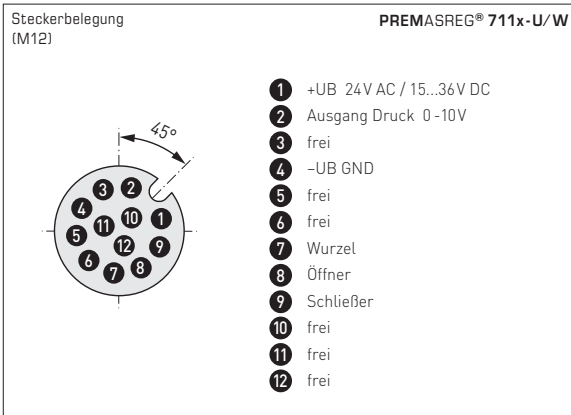 Steckerbelegung
(M12)
PREMASREG® 711x-U/W
45°
3 2
4 11 10 1
5 12 9
6 7 8
1 +UB 24V AC / 15...36V DC
2 Ausgang Druck 0-10V
3 frei
4 –UB GND
5 frei
6 frei
7 Wurzel
8 Öffner
9 Schließer
10 frei
11 frei
12 frei